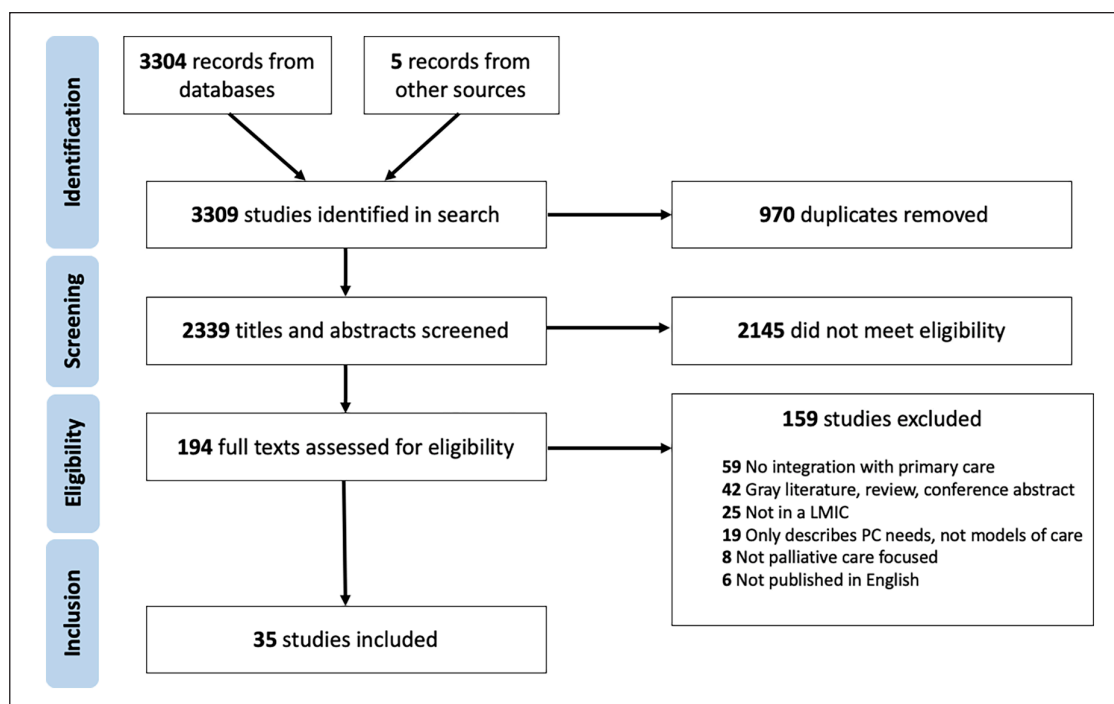 Identification
3304 records from
databases
5 records from
other sources
3309 studies identified in search
970 duplicates removed
Screening
2339 titles and abstracts screened
2145 did not meet eligibility
Eligibility
194 full texts assessed for eligibility
159 studies excluded
59 No integration with primary care
42 Gray literature, review, conference abstract
25 Not in a LMIC
19 Only describes PC needs, not models of care
8 Not palliative care focused
6 Not published in English
Inclusion
35 studies included